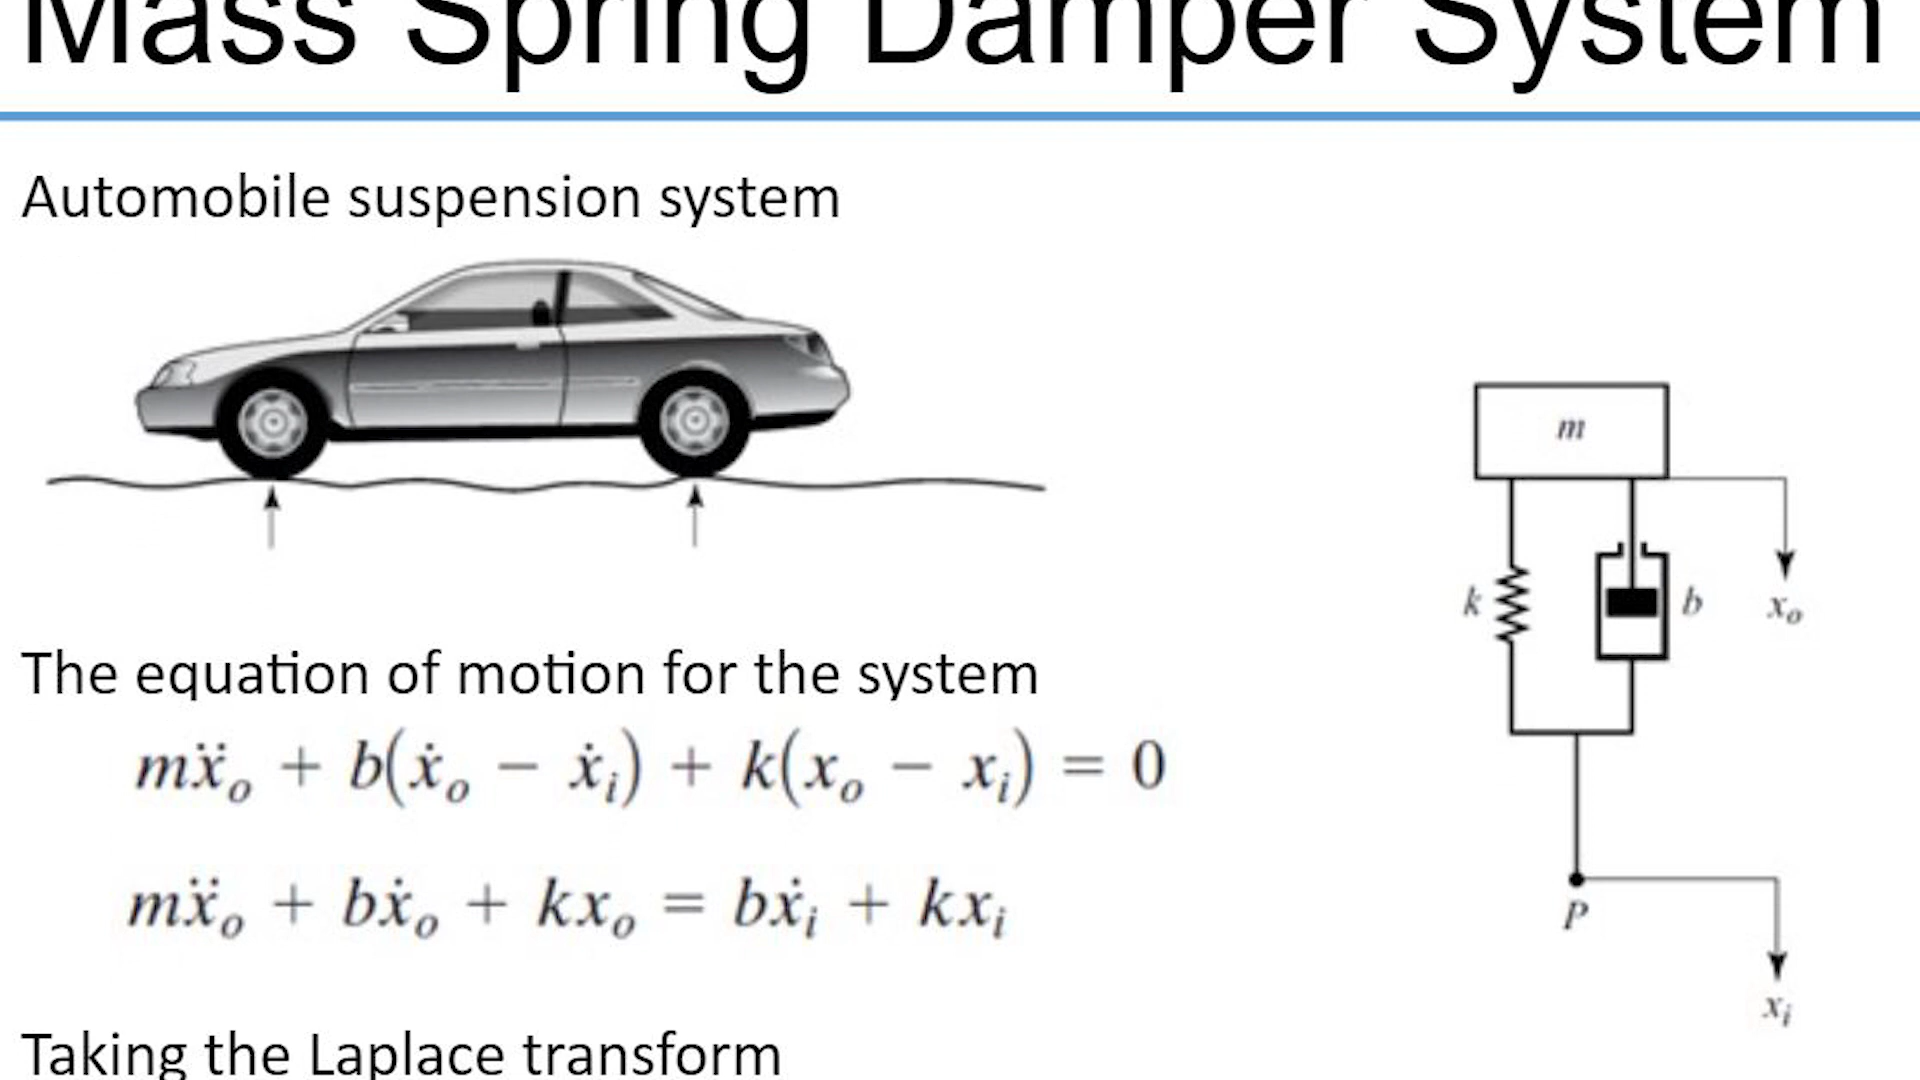 Mass Spring Damper System
Automobile suspension system
m
k
b
xₒ
The equation of motion for the system
mẍₒ + b(ẋₒ − ẋᵢ) + k(xₒ − xᵢ) = 0
mẍₒ + bẋₒ + kxₒ = bẋᵢ + kxᵢ
P
xᵢ
Taking the Laplace transform